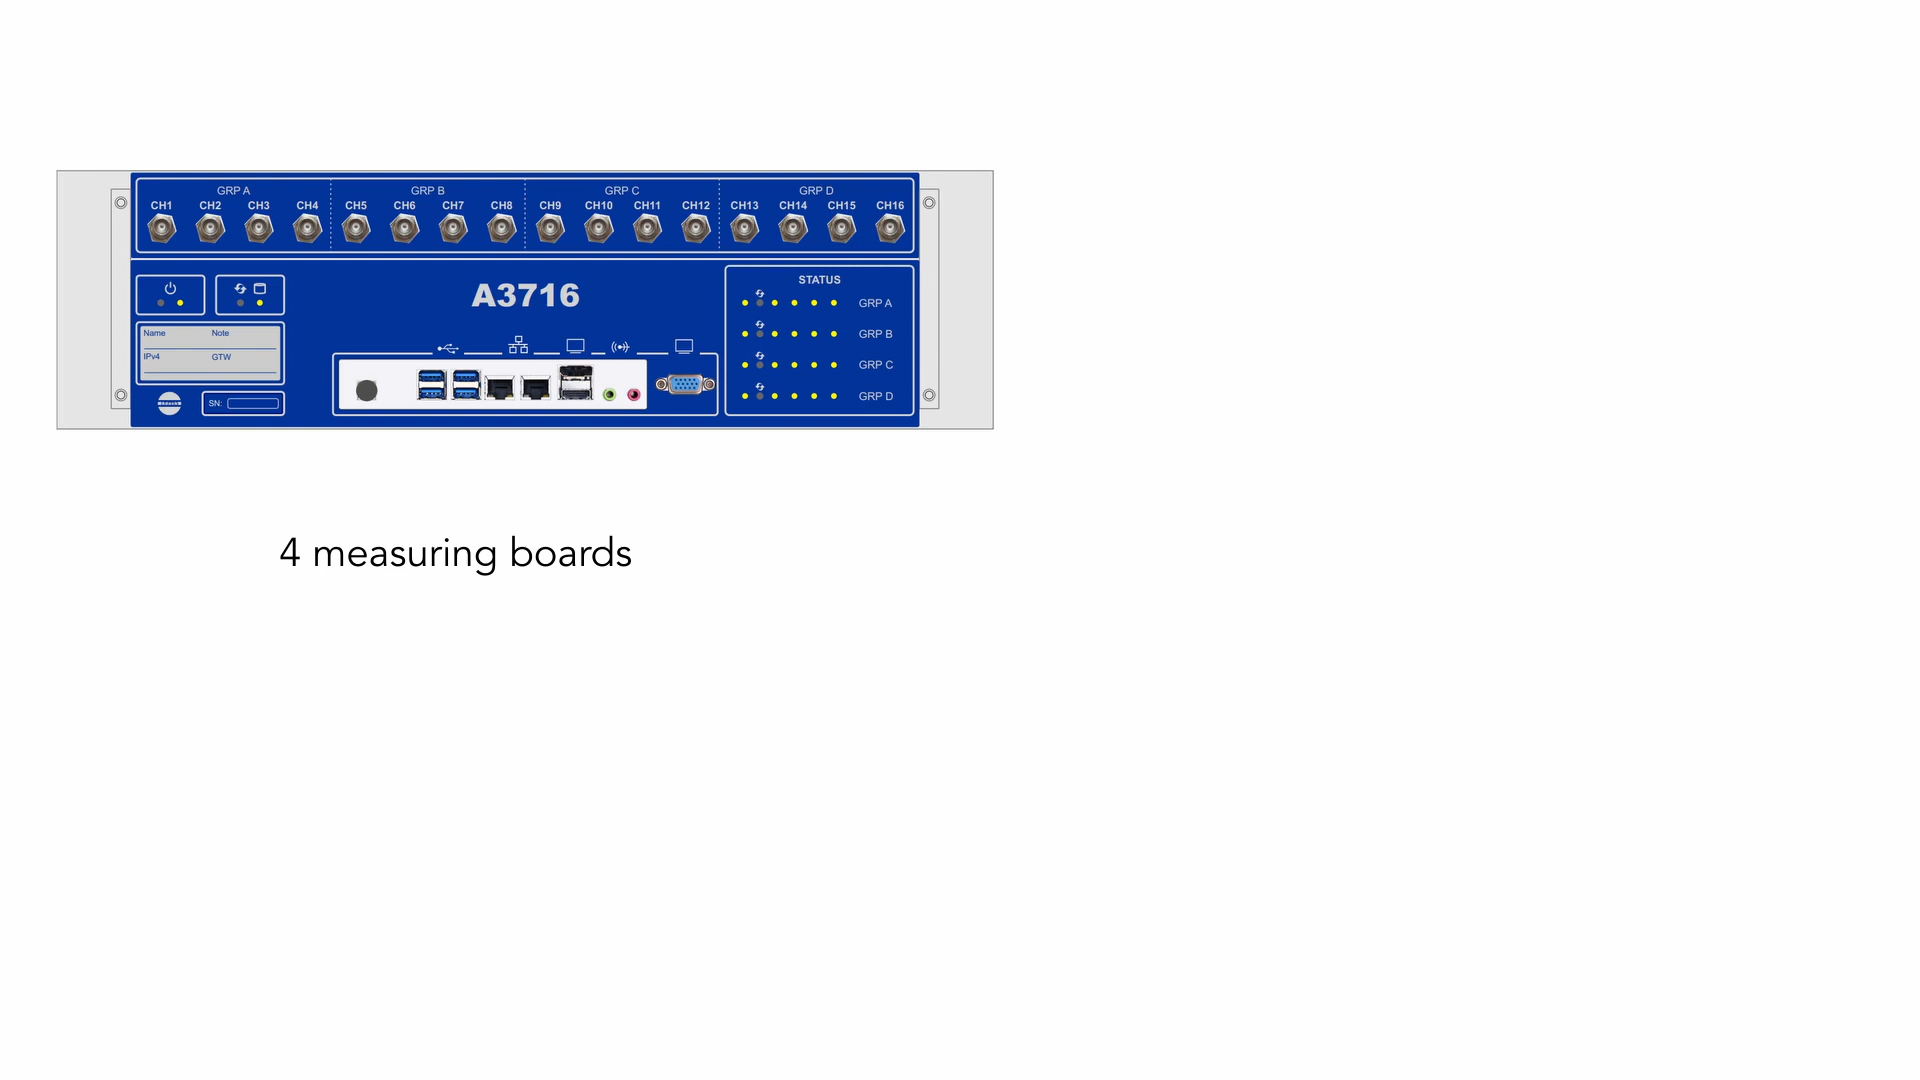 GRP A GRP B GRP C GRP D
CH1 CH2 CH3 CH4 CH5 CH6 CH7 CH8 CH9 CH10 CH11 CH12 CH13 CH14 CH15 CH16
A3716
STATUS
GRP A
GRP B
GRP C
GRP D
Name Note
IPv4 GTW
SN:
4 measuring boards